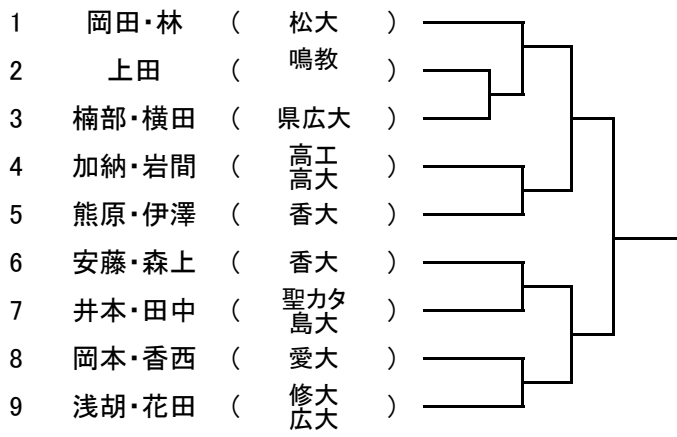 1 岡田・林 ( 松大 )
2 上田 ( 鳴教 )
3 楠部・横田 ( 県広大 )
4 加納・岩間 ( 高工
高大 )
5 熊原・伊澤 ( 香大 )
6 安藤・森上 ( 香大 )
7 井本・田中 ( 聖カタ
島大 )
8 岡本・香西 ( 愛大 )
9 浅胡・花田 ( 修大
広大 )